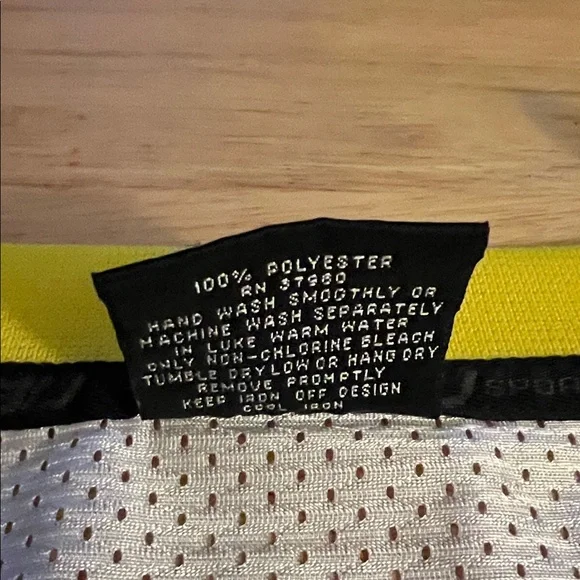 100% POLYESTER
RN 37980
HAND WASH SMOOTHLY OR
MACHINE WASH SEPARATELY
IN LUKE WARM WATER
ONLY NON-CHLORINE BLEACH
TUMBLE DRY LOW OR HANG DRY
REMOVE PROMPTLY
KEEP IRON OFF DESIGN
COOL IRON